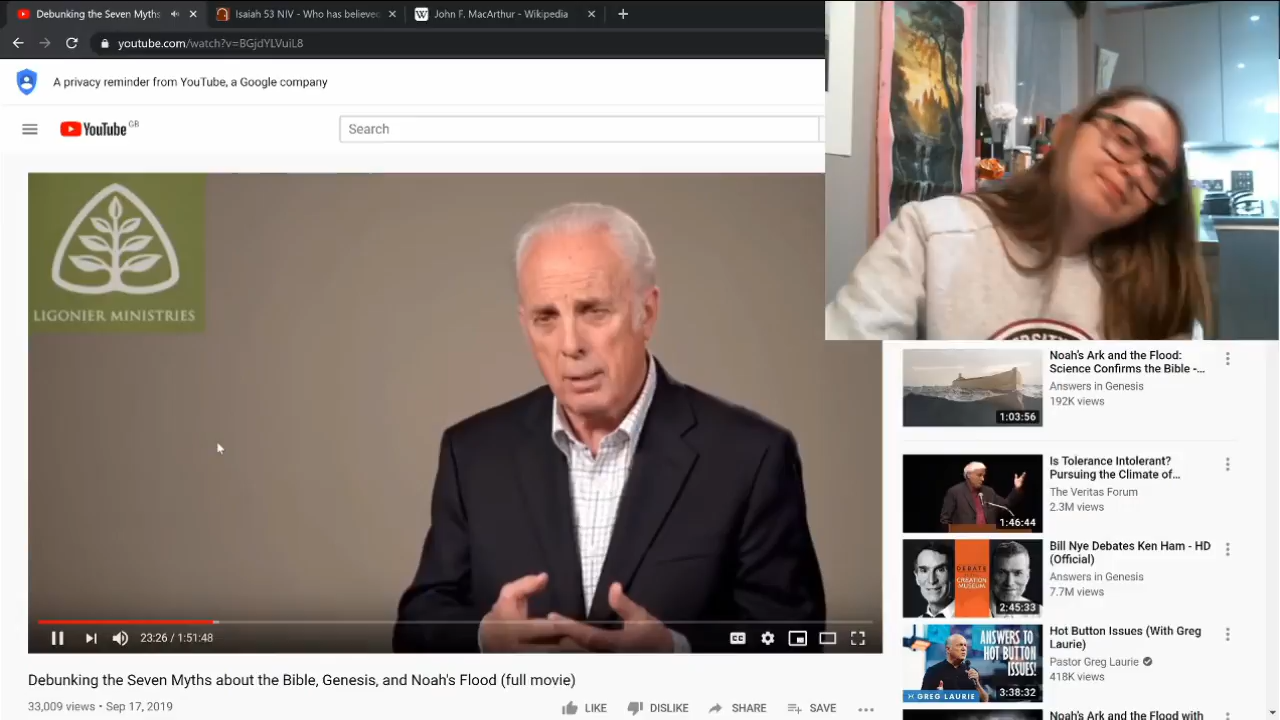 Debunking the Seven Myths
Isaiah 53 NIV - Who has believed
John F. MacArthur - Wikipedia
youtube.com/watch?v=BGjdYLVuiL8
A privacy reminder from YouTube, a Google company
YouTube GB
Search
LIGONIER MINISTRIES
23:26 / 1:51:48
CC
Debunking the Seven Myths about the Bible, Genesis, and Noah's Flood (full movie)
33,009 views • Sep 17, 2019
LIKE
DISLIKE
SHARE
SAVE
Noah's Ark and the Flood:
Science Confirms the Bible -...
Answers in Genesis
192K views
1:03:56
Is Tolerance Intolerant?
Pursuing the Climate of...
The Veritas Forum
2.3M views
1:46:44
Bill Nye Debates Ken Ham - HD
(Official)
Answers in Genesis
7.7M views
DEBATE
CREATION
MUSEUM
2:45:33
Hot Button Issues (With Greg
Laurie)
Pastor Greg Laurie
418K views
ANSWERS TO
HOT BUTTON
ISSUES!
GREG LAURIE
3:38:32
Noah's Ark and the Flood with